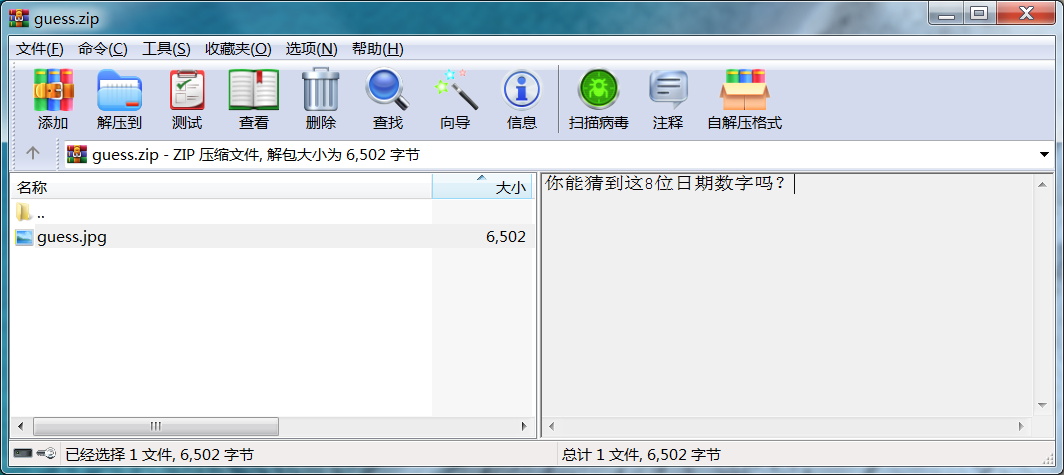 guess.zip
文件(F) 命令(C) 工具(S) 收藏夹(O) 选项(N) 帮助(H)
添加 解压到 测试 查看 删除 查找 向导 信息 扫描病毒 注释 自解压格式
guess.zip - ZIP 压缩文件, 解包大小为 6,502 字节
名称 大小
..
guess.jpg 6,502
你能猜到这8位日期数字吗?
已经选择 1 文件, 6,502 字节 总计 1 文件, 6,502 字节